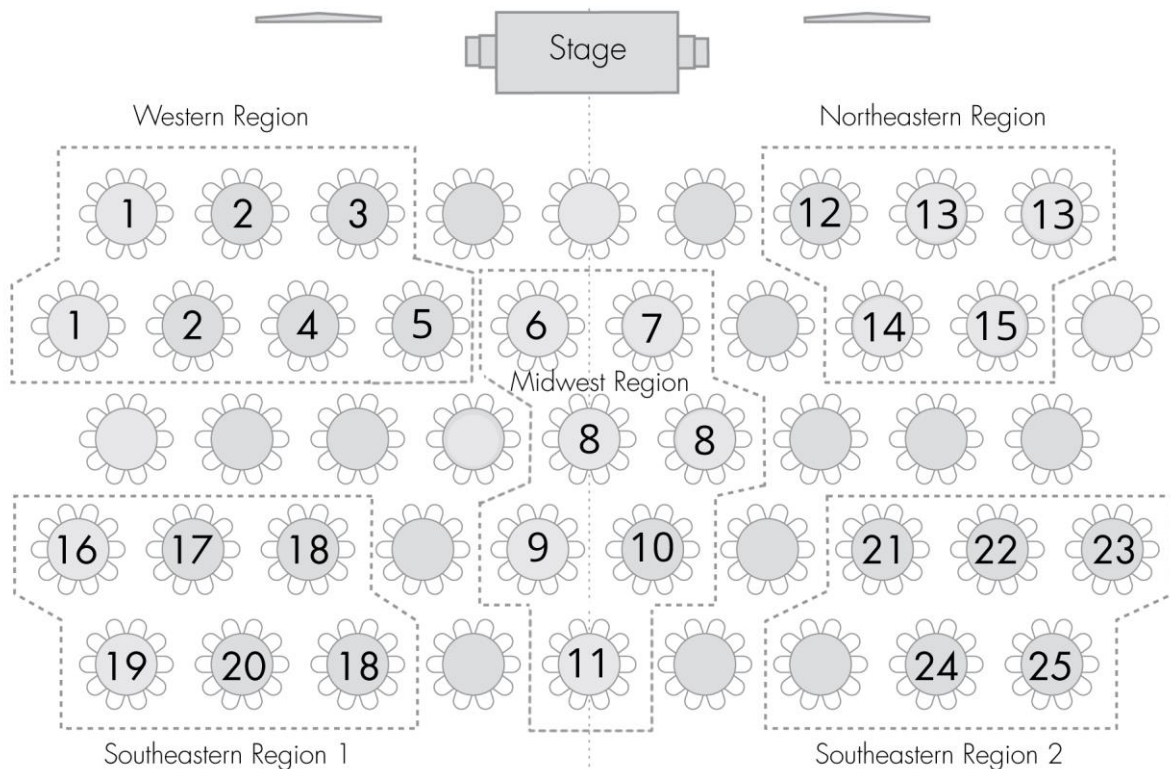 Stage
Western Region
Northeastern Region
1 2 3 12 13 13
1 2 4 5 6 7 14 15
Midwest Region
8 8
16 17 18 9 10 21 22 23
19 20 18 11 24 25
Southeastern Region 1
Southeastern Region 2